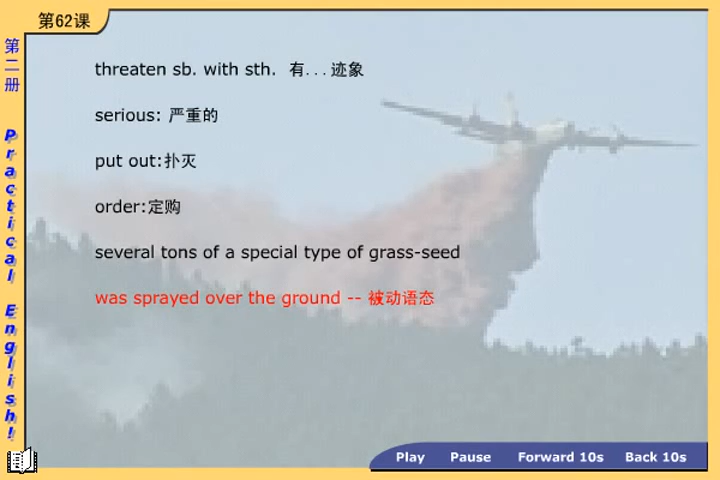 第62课
第二册
Practical English!
threaten sb. with sth. 有...迹象
serious: 严重的
put out:扑灭
order:定购
several tons of a special type of grass-seed
was sprayed over the ground -- 被动语态
Play Pause Forward 10s Back 10s